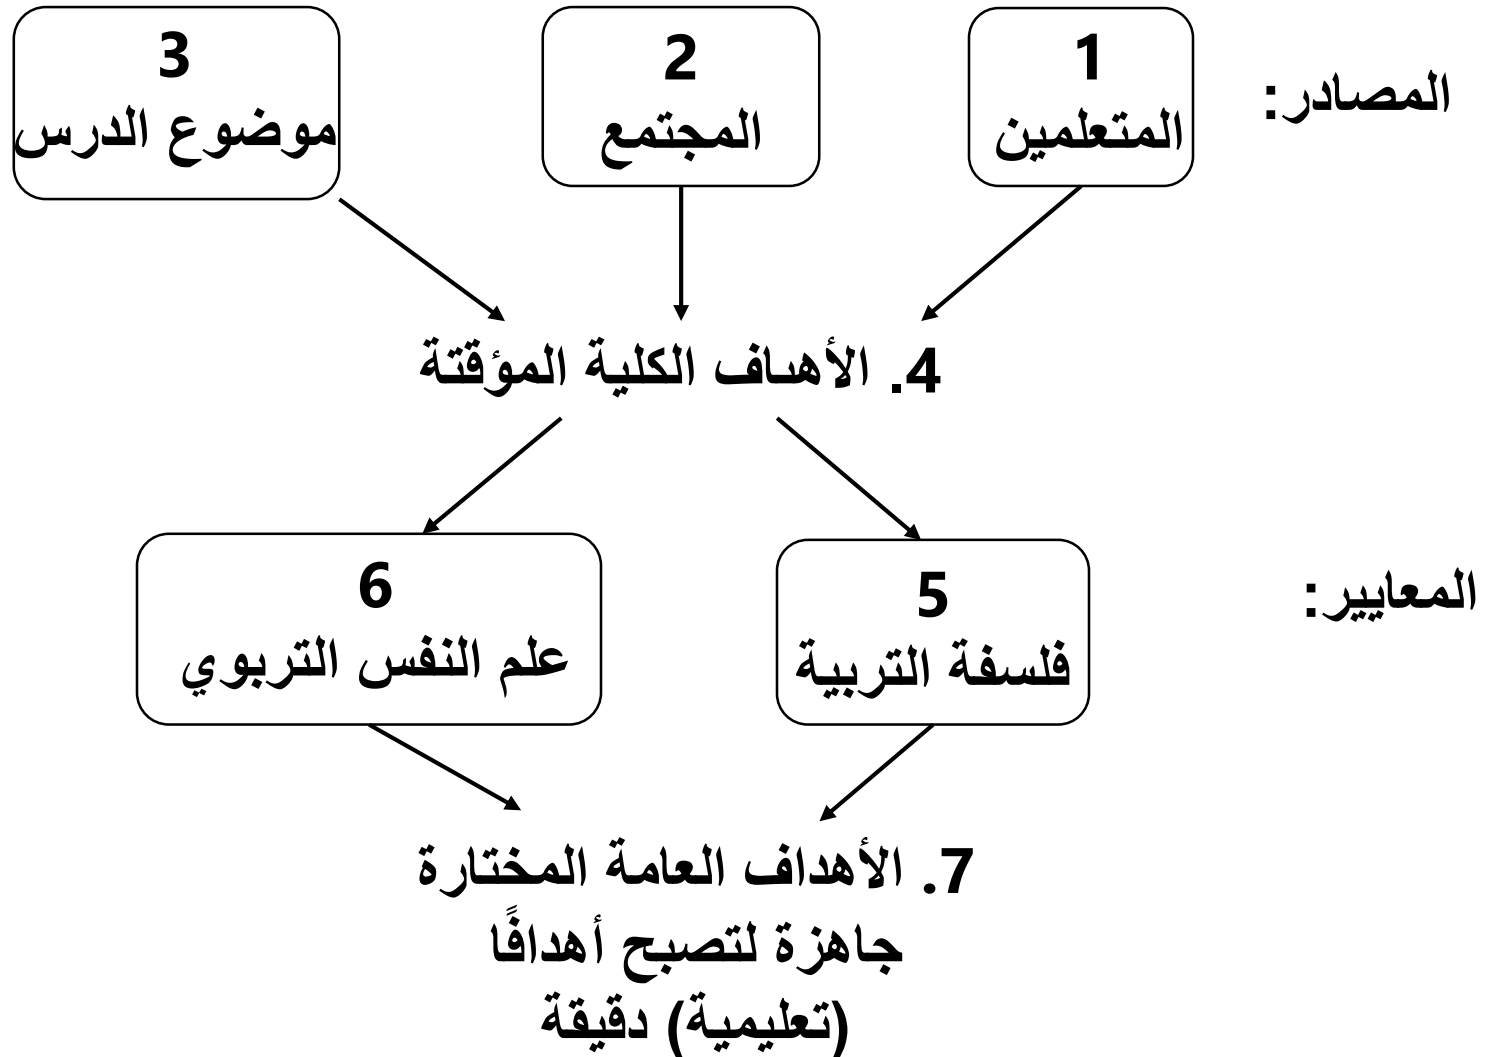 المصادر:
1
المتعلمين
2
المجتمع
3
موضوع الدرس
4. الأهساف الكلية المؤقتة
المعايير:
5
فلسفة التربية
6
علم النفس التربوي
7. الأهداف العامة المختارة
جاهزة لتصبح أهدافًا
(تعليمية) دقيقة